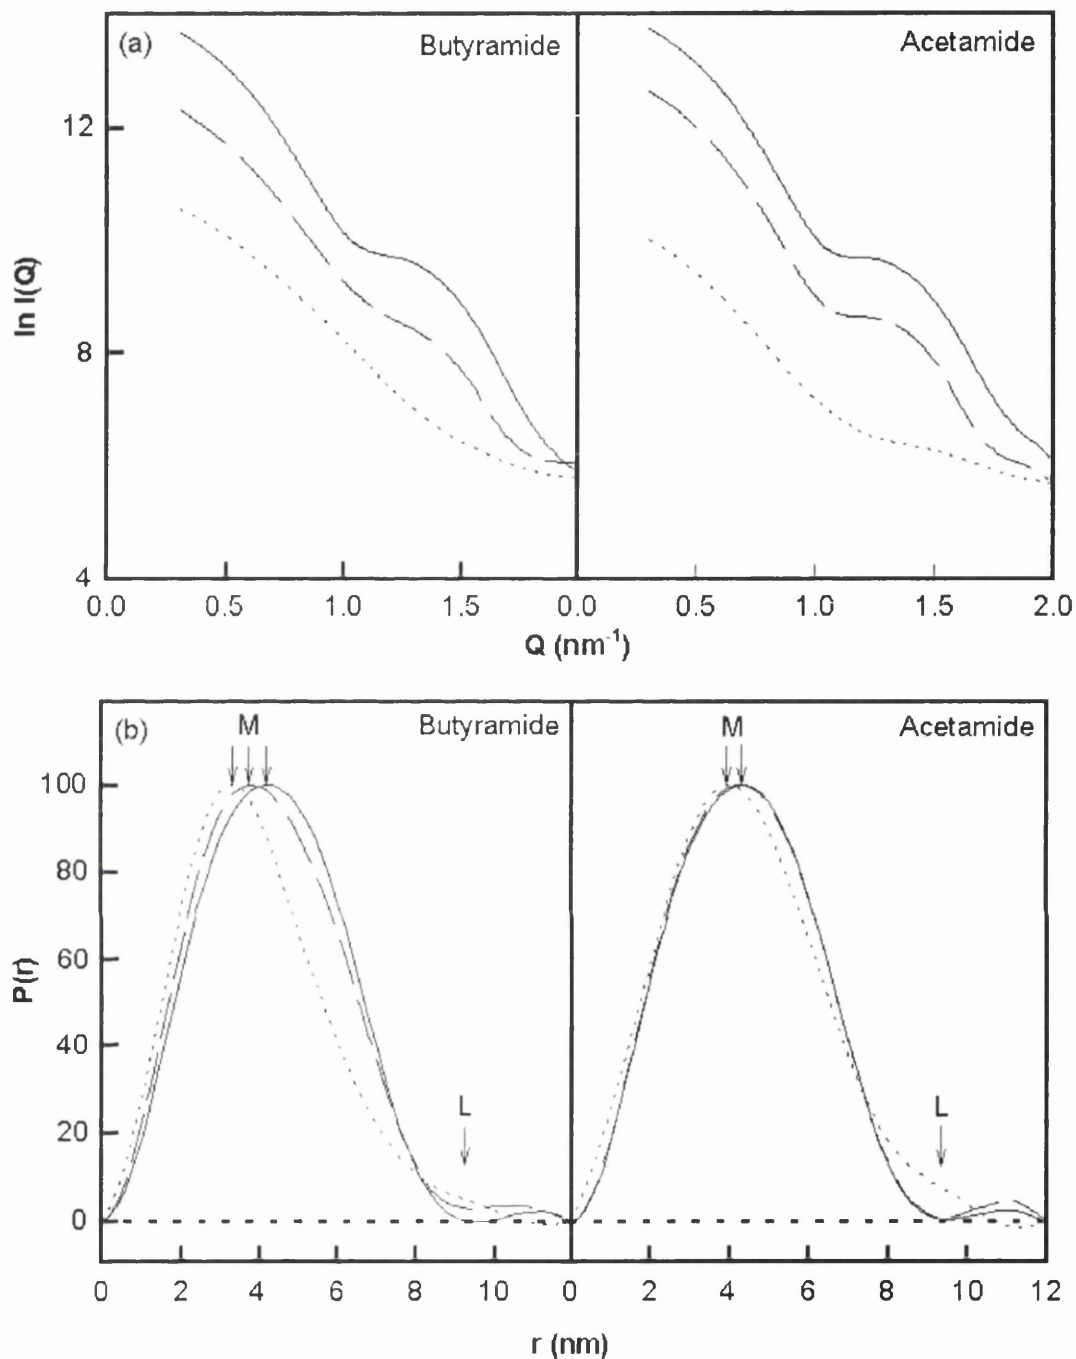 (a) Butyramide Acetamide
12
8
4
ln I(Q)
0.0 0.5 1.0 1.5 0.0 0.5 1.0 1.5 2.0
Q (nm⁻¹)
(b) M Butyramide M Acetamide
100
80
60
40
20
0
P(r)
L L
0 2 4 6 8 10 0 2 4 6 8 10 12
r (nm)